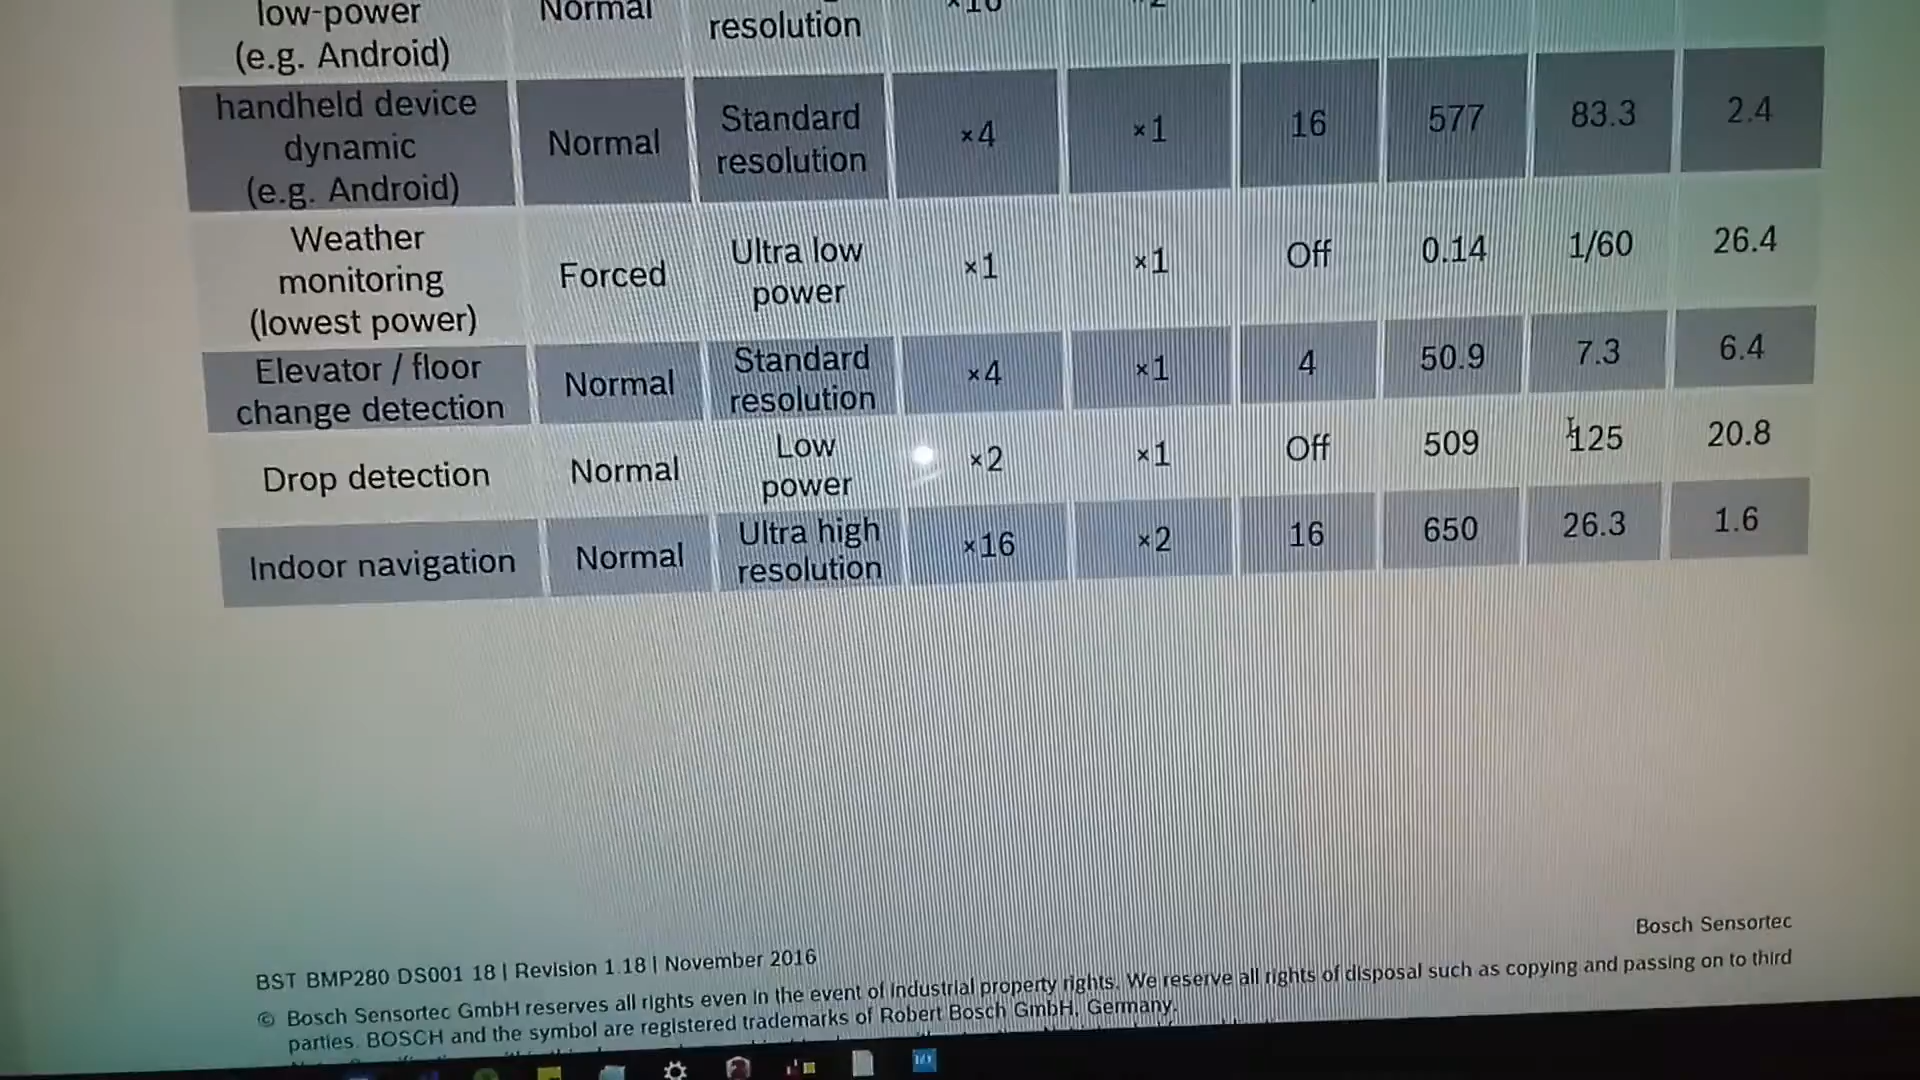 low-power
(e.g. Android)
Normal
resolution
handheld device
dynamic
(e.g. Android)
Normal
Standard
resolution
×4
×1
16
577
83.3
2.4
Weather
monitoring
(lowest power)
Forced
Ultra low
power
×1
×1
Off
0.14
1/60
26.4
Elevator / floor
change detection
Normal
Standard
resolution
×4
×1
4
50.9
7.3
6.4
Drop detection
Normal
Low
power
×2
×1
Off
509
125
20.8
Indoor navigation
Normal
Ultra high
resolution
×16
×2
16
650
26.3
1.6
Bosch Sensortec
BST BMP280 DS001 18 | Revision 1.18 | November 2016
© Bosch Sensortec GmbH reserves all rights even in the event of industrial property rights. We reserve all rights of disposal such as copying and passing on to third
parties. BOSCH and the symbol are registered trademarks of Robert Bosch GmbH, Germany.